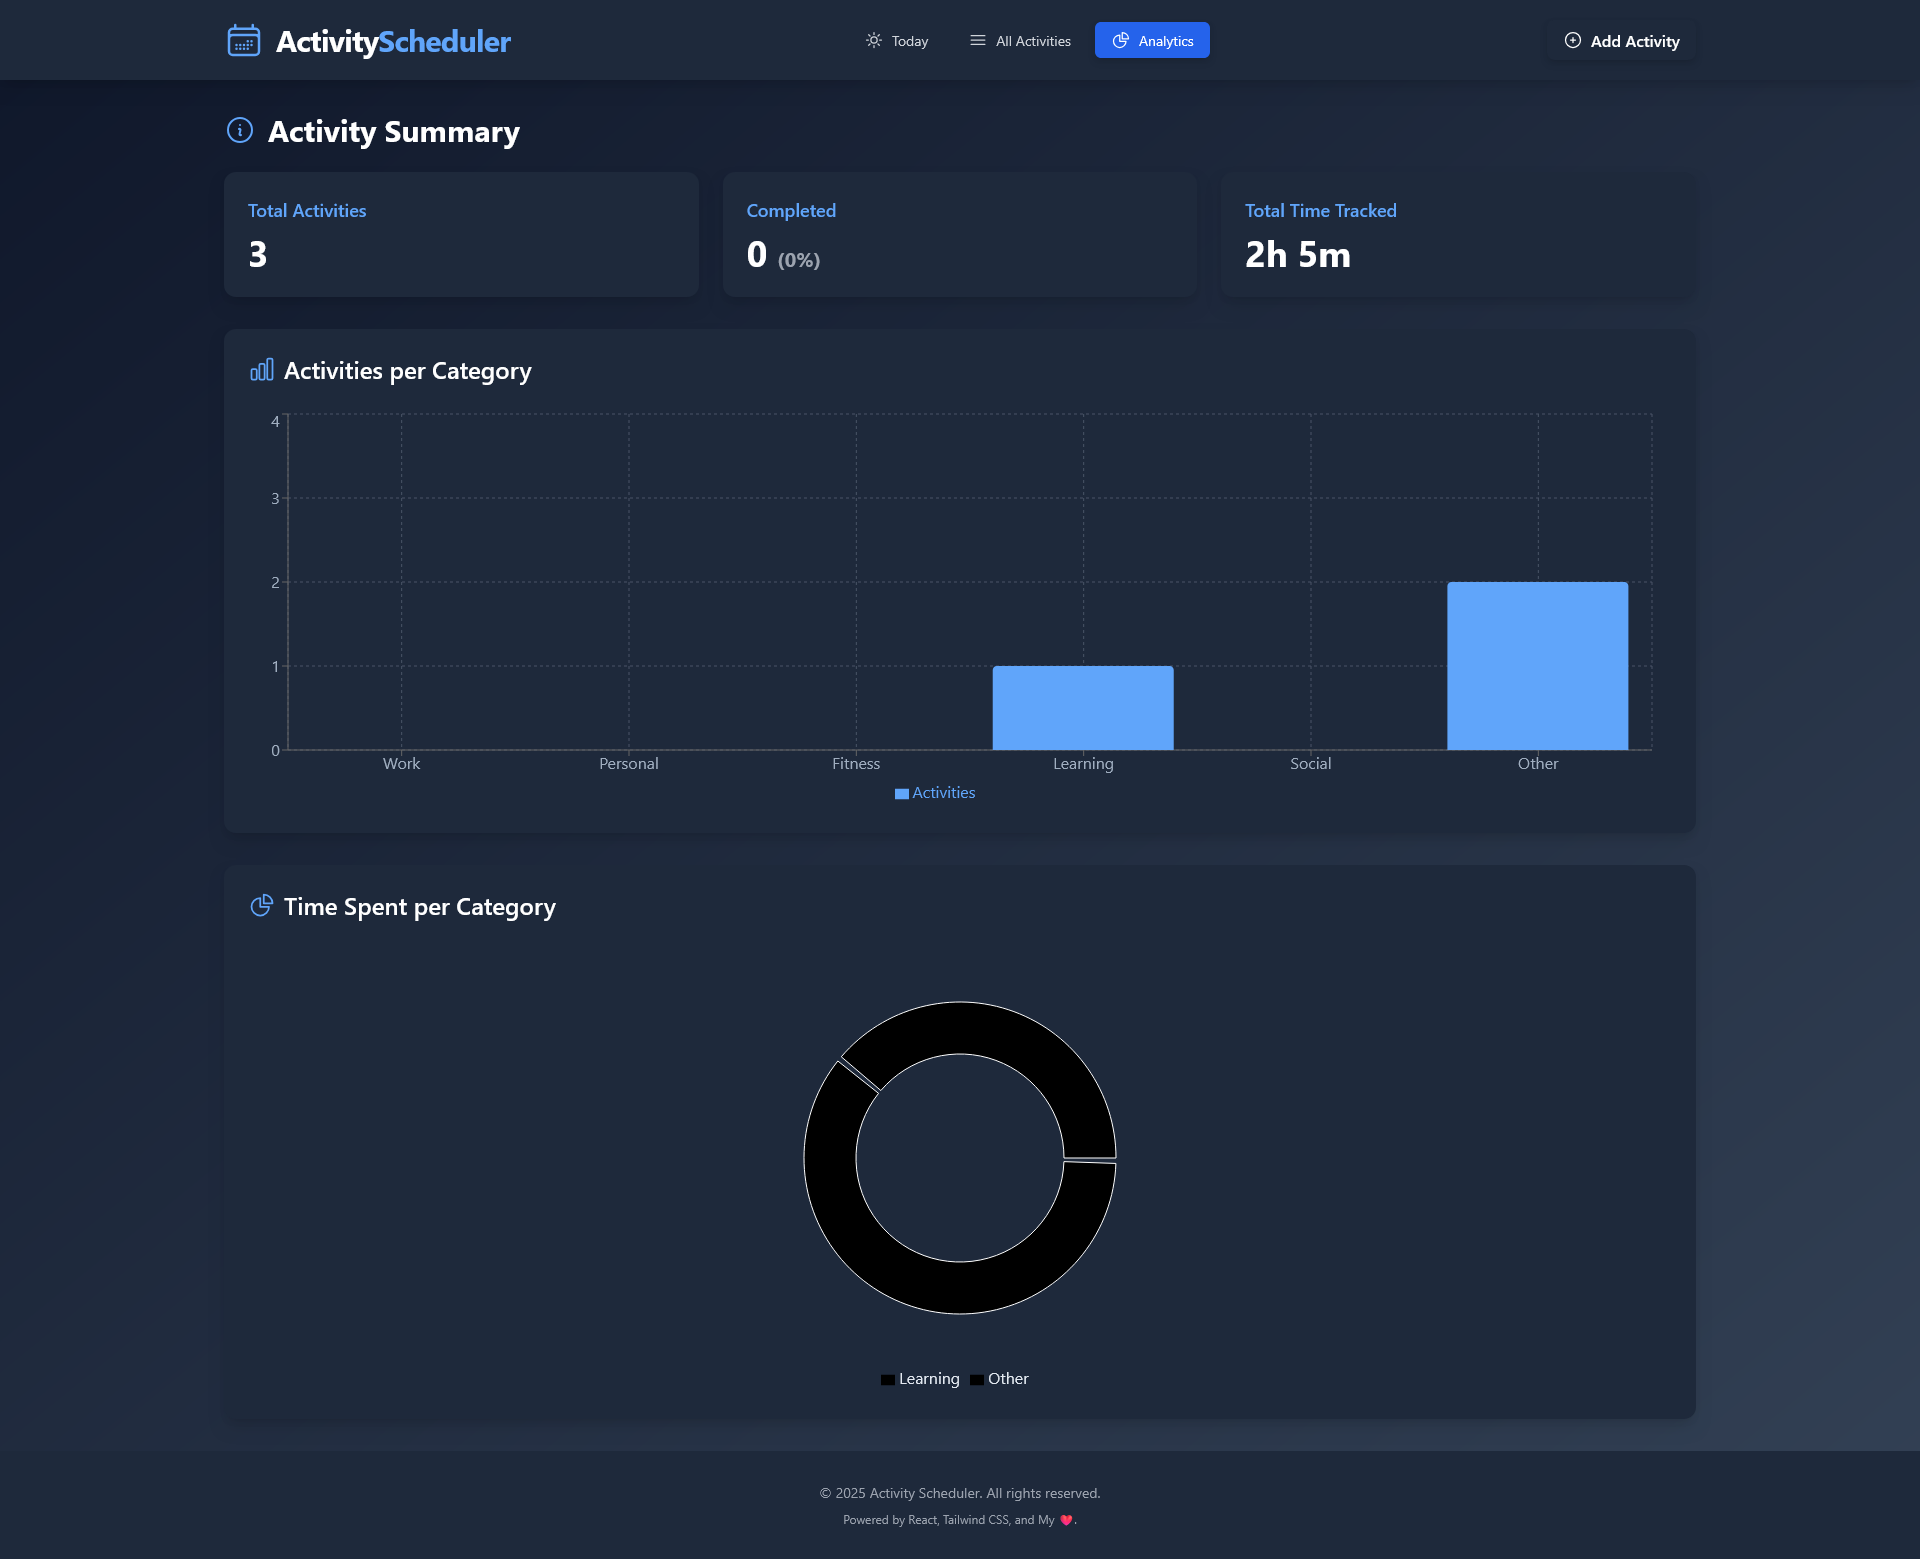 ActivityScheduler
Today
All Activities
Analytics
Add Activity
Activity Summary
Total Activities
3
Completed
0 (0%)
Total Time Tracked
2h 5m
Activities per Category
4
3
2
1
0
Work
Personal
Fitness
Learning
Social
Other
Activities
Time Spent per Category
Learning
Other
© 2025 Activity Scheduler. All rights reserved.
Powered by React, Tailwind CSS, and My ❤️.